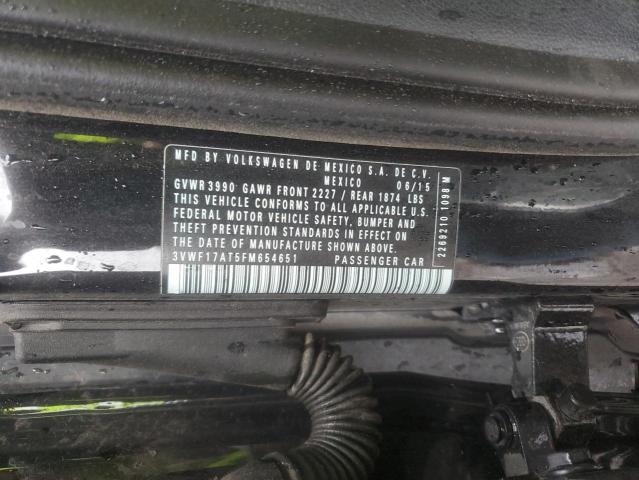 MFD BY VOLKSWAGEN DE MEXICO S.A. DE C.V.
MEXICO 06/15
GVWR 3990 GAWR FRONT 2227 / REAR 1874 LBS
THIS VEHICLE CONFORMS TO ALL APPLICABLE U.S.
FEDERAL MOTOR VEHICLE SAFETY, BUMPER AND
THEFT PREVENTION STANDARDS IN EFFECT ON
THE DATE OF MANUFACTURE SHOWN ABOVE.
3VWF17AT5FM654651 PASSENGER CAR
2269210 1098 M